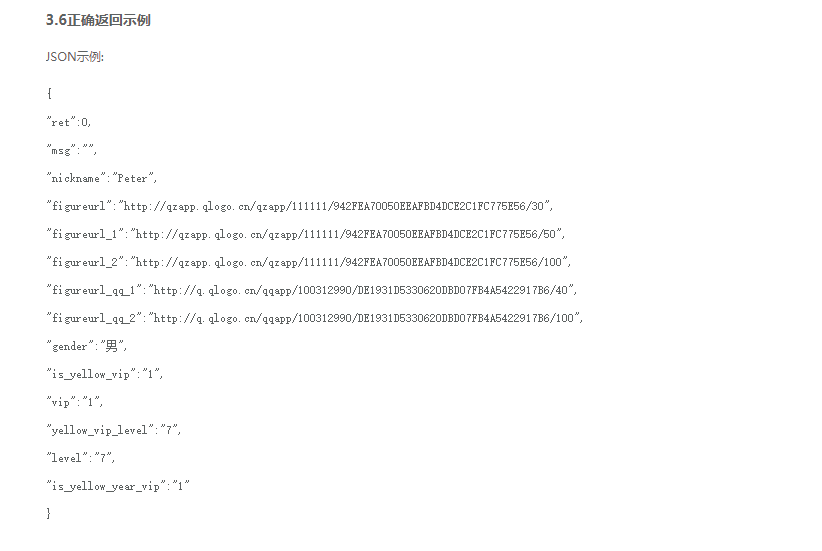 3.6正确返回示例
JSON示例:
{
"ret":0,
"msg":"",
"nickname":"Peter",
"figureurl":"http://qzapp.qlogo.cn/qzapp/111111/942FEA70050EEAFBD4DCE2C1FC775E56/30",
"figureurl_1":"http://qzapp.qlogo.cn/qzapp/111111/942FEA70050EEAFBD4DCE2C1FC775E56/50",
"figureurl_2":"http://qzapp.qlogo.cn/qzapp/111111/942FEA70050EEAFBD4DCE2C1FC775E56/100",
"figureurl_qq_1":"http://q.qlogo.cn/qqapp/100312990/DE1931D5330620DBD07FB4A5422917B6/40",
"figureurl_qq_2":"http://q.qlogo.cn/qqapp/100312990/DE1931D5330620DBD07FB4A5422917B6/100",
"gender":"男",
"is_yellow_vip":"1",
"vip":"1",
"yellow_vip_level":"7",
"level":"7",
"is_yellow_year_vip":"1"
}